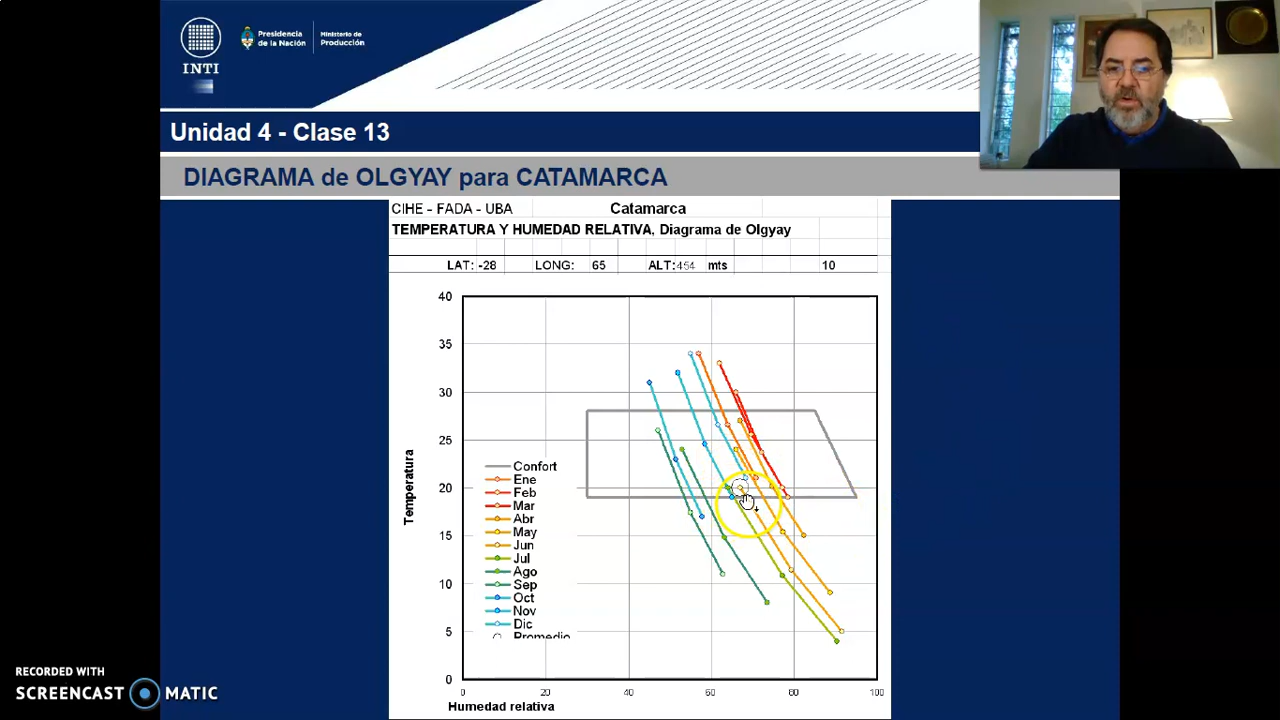 INTI
Presidencia
de la Nación
Ministerio de
Producción
Unidad 4 - Clase 13
DIAGRAMA de OLGYAY para CATAMARCA
CIHE - FADA - UBA Catamarca
TEMPERATURA Y HUMEDAD RELATIVA, Diagrama de Olgyay
LAT: -28 LONG: 65 ALT: 454 mts 10
40
35
30
25
20
15
10
5
0
Temperatura
Confort
Ene
Feb
Mar
Abr
May
Jun
Jul
Ago
Sep
Oct
Nov
Dic
Promedio
0 20 40 60 80 100
Humedad relativa
RECORDED WITH
SCREENCAST MATIC